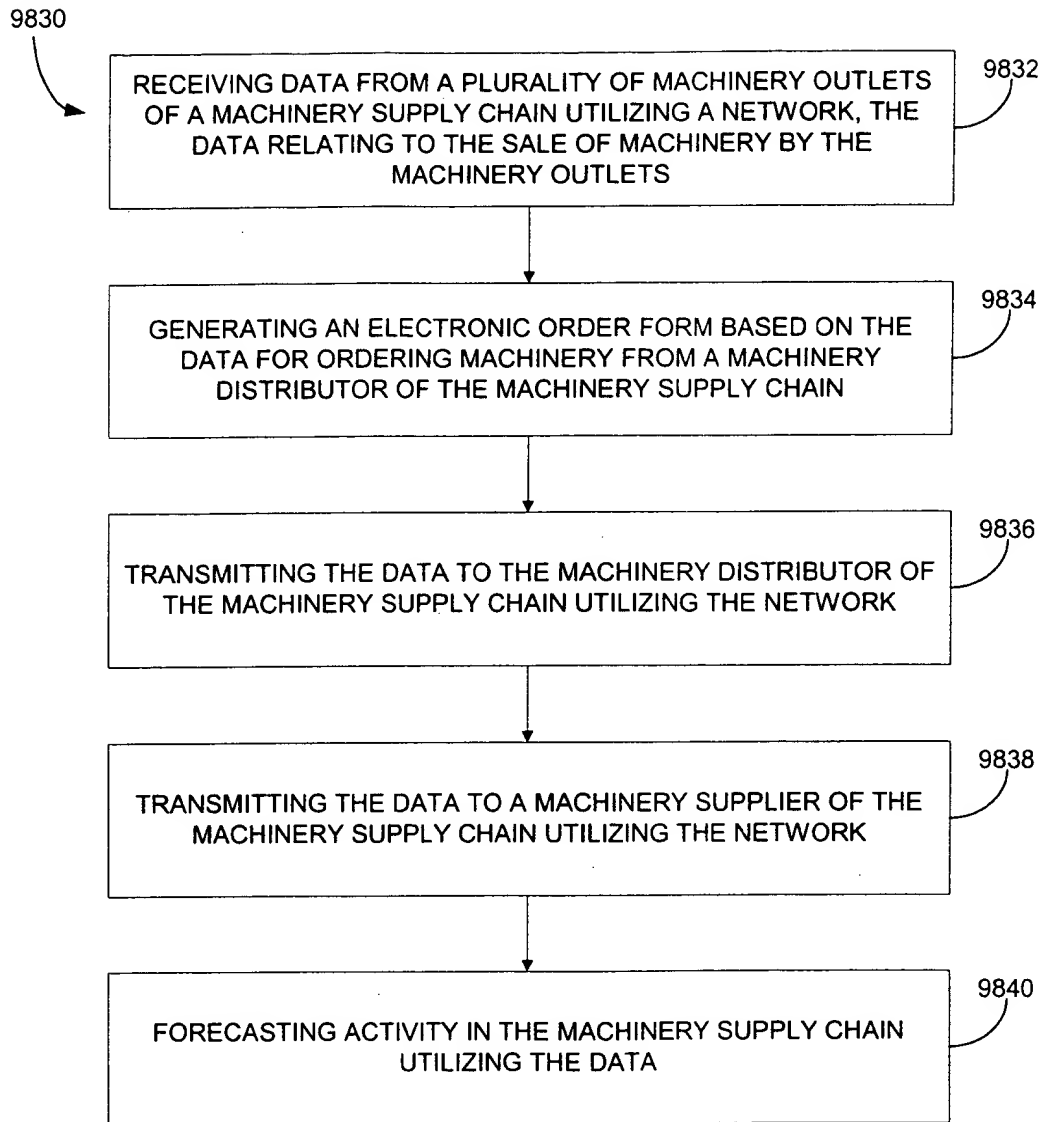 9830
RECEIVING DATA FROM A PLURALITY OF MACHINERY OUTLETS
OF A MACHINERY SUPPLY CHAIN UTILIZING A NETWORK, THE
DATA RELATING TO THE SALE OF MACHINERY BY THE
MACHINERY OUTLETS
9832
GENERATING AN ELECTRONIC ORDER FORM BASED ON THE
DATA FOR ORDERING MACHINERY FROM A MACHINERY
DISTRIBUTOR OF THE MACHINERY SUPPLY CHAIN
9834
TRANSMITTING THE DATA TO THE MACHINERY DISTRIBUTOR OF
THE MACHINERY SUPPLY CHAIN UTILIZING THE NETWORK
9836
TRANSMITTING THE DATA TO A MACHINERY SUPPLIER OF THE
MACHINERY SUPPLY CHAIN UTILIZING THE NETWORK
9838
FORECASTING ACTIVITY IN THE MACHINERY SUPPLY CHAIN
UTILIZING THE DATA
9840